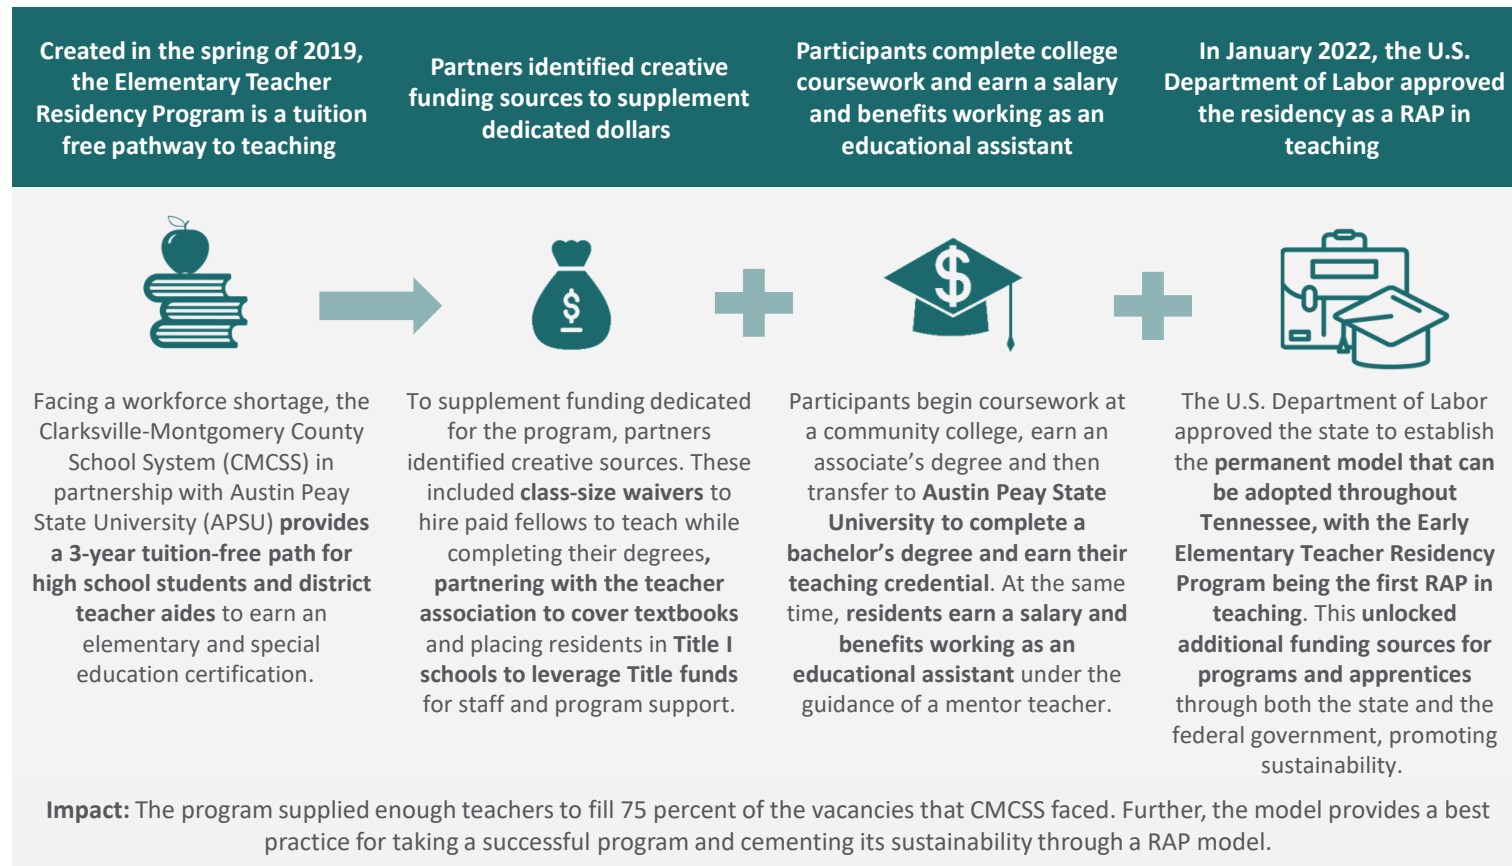 Created in the spring of 2019,
the Elementary Teacher
Residency Program is a tuition
free pathway to teaching
Partners identified creative
funding sources to supplement
dedicated dollars
Participants complete college
coursework and earn a salary
and benefits working as an
educational assistant
In January 2022, the U.S.
Department of Labor approved
the residency as a RAP in
teaching
$
$
Facing a workforce shortage, the
Clarksville-Montgomery County
School System (CMCSS) in
partnership with Austin Peay
State University (APSU) provides
a 3-year tuition-free path for
high school students and district
teacher aides to earn an
elementary and special
education certification.
To supplement funding dedicated
for the program, partners
identified creative sources. These
included class-size waivers to
hire paid fellows to teach while
completing their degrees,
partnering with the teacher
association to cover textbooks
and placing residents in Title I
schools to leverage Title funds
for staff and program support.
Participants begin coursework at
a community college, earn an
associate’s degree and then
transfer to Austin Peay State
University to complete a
bachelor’s degree and earn their
teaching credential. At the same
time, residents earn a salary and
benefits working as an
educational assistant under the
guidance of a mentor teacher.
The U.S. Department of Labor
approved the state to establish
the permanent model that can
be adopted throughout
Tennessee, with the Early
Elementary Teacher Residency
Program being the first RAP in
teaching. This unlocked
additional funding sources for
programs and apprentices
through both the state and the
federal government, promoting
sustainability.
Impact: The program supplied enough teachers to fill 75 percent of the vacancies that CMCSS faced. Further, the model provides a best
practice for taking a successful program and cementing its sustainability through a RAP model.